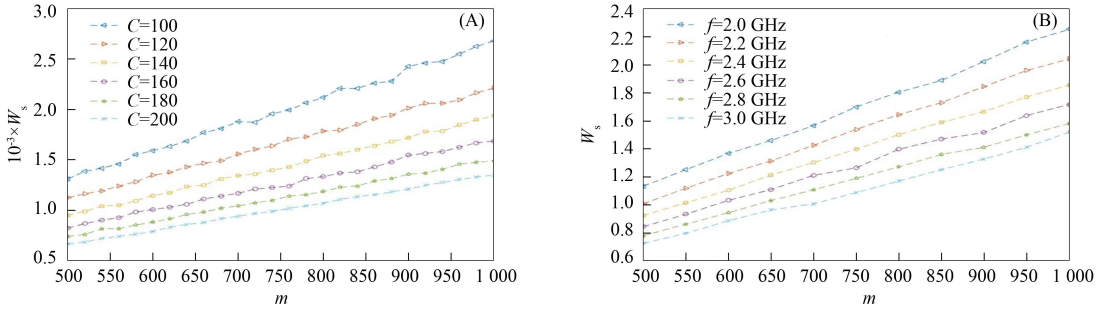 (A)
C=100
C=120
C=140
C=160
C=180
C=200
3.0
2.5
2.0
1.5
1.0
0.5
10-3×Ws
500 550 600 650 700 750 800 850 900 950 1 000
m
(B)
f=2.0 GHz
f=2.2 GHz
f=2.4 GHz
f=2.6 GHz
f=2.8 GHz
f=3.0 GHz
2.4
2.2
2.0
1.8
1.6
1.4
1.2
1.0
0.8
0.6
Ws
500 550 600 650 700 750 800 850 900 950 1 000
m